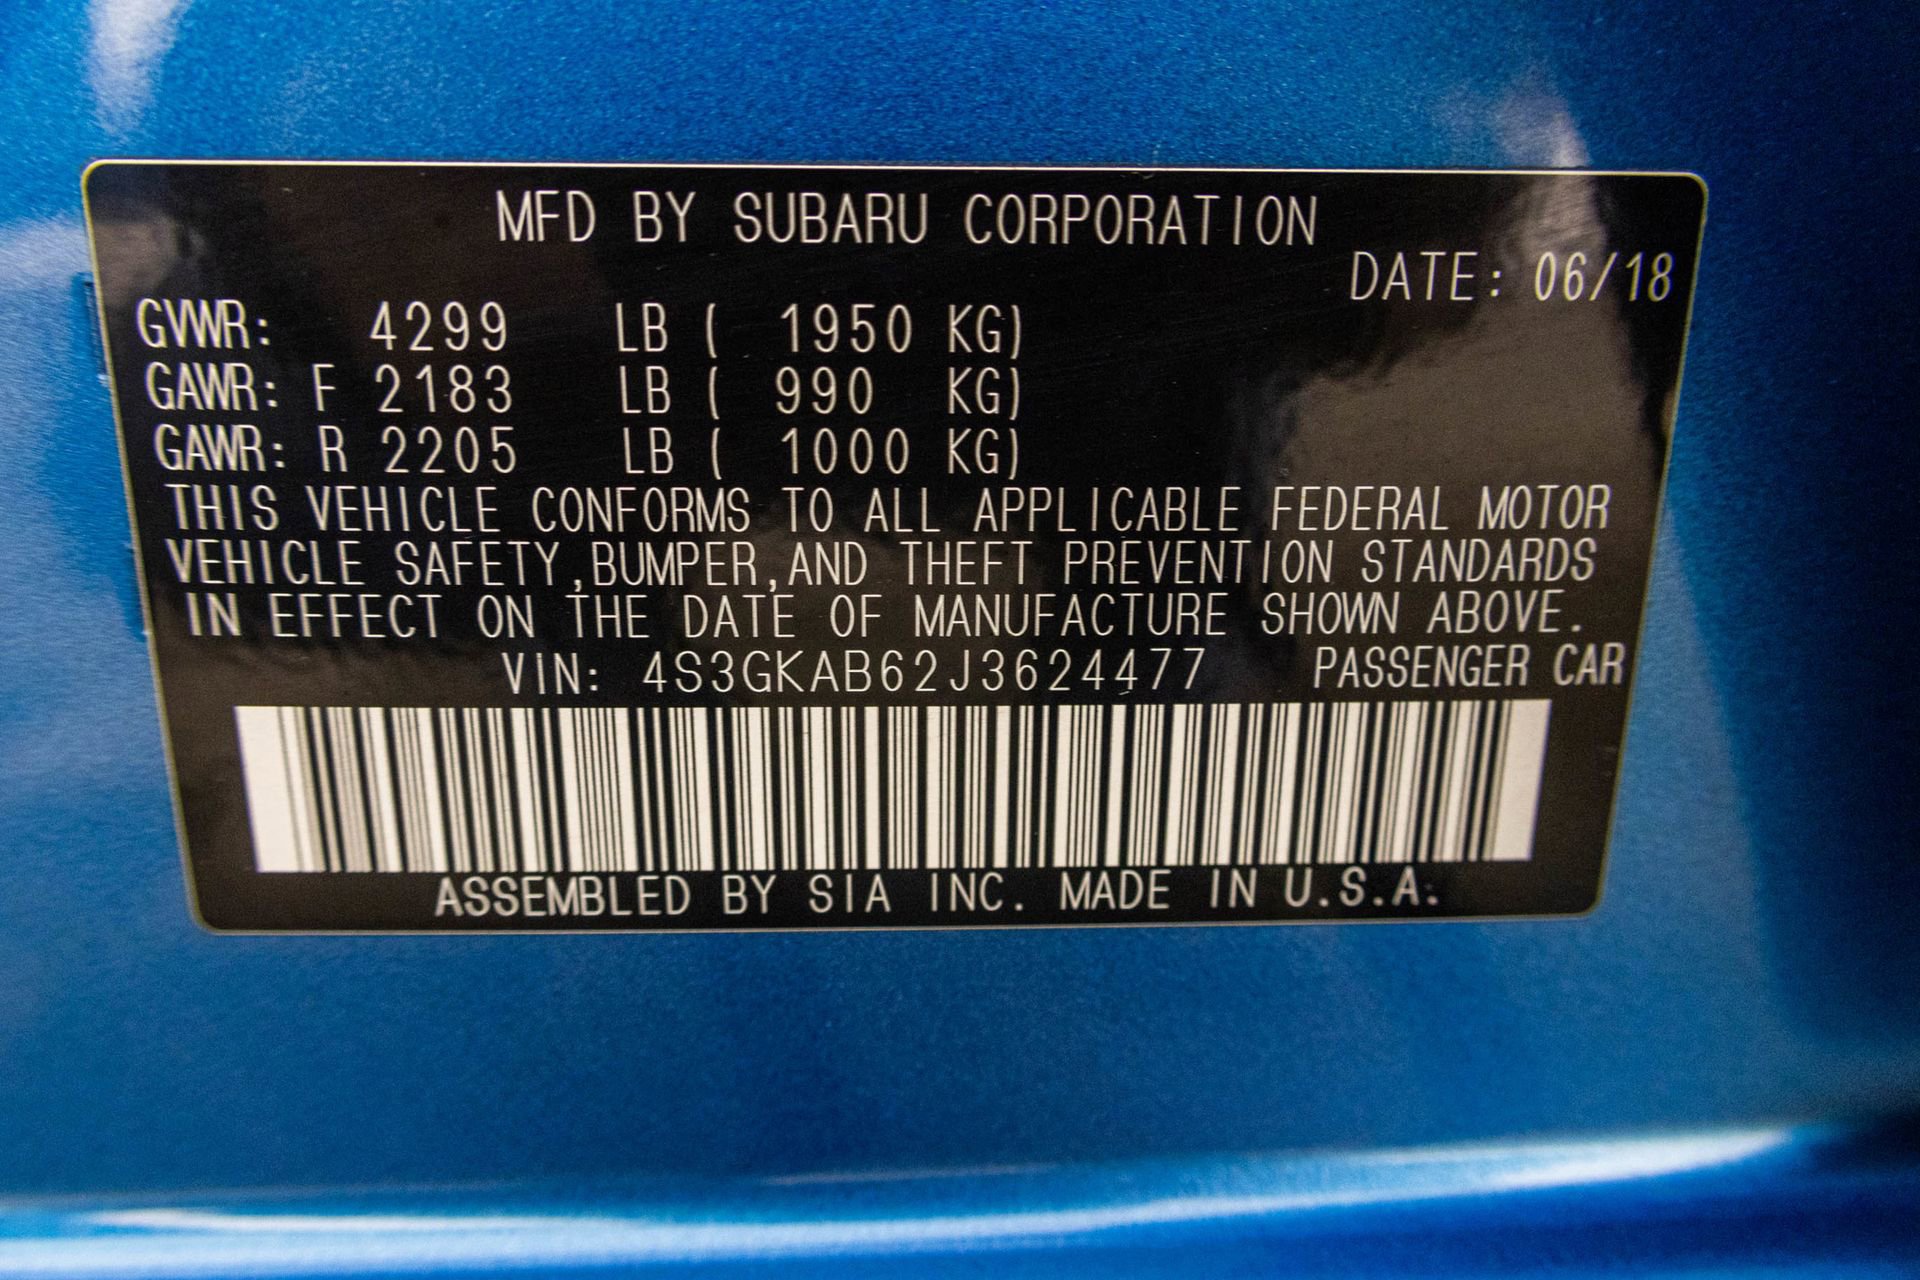 MFD BY SUBARU CORPORATION
DATE: 06/18
GVWR: 4299 LB ( 1950 KG)
GAWR: F 2183 LB ( 990 KG)
GAWR: R 2205 LB ( 1000 KG)
THIS VEHICLE CONFORMS TO ALL APPLICABLE FEDERAL MOTOR
VEHICLE SAFETY,BUMPER,AND THEFT PREVENTION STANDARDS
IN EFFECT ON THE DATE OF MANUFACTURE SHOWN ABOVE.
VIN: 4S3GKAB62J3624477 PASSENGER CAR
ASSEMBLED BY SIA INC. MADE IN U.S.A.